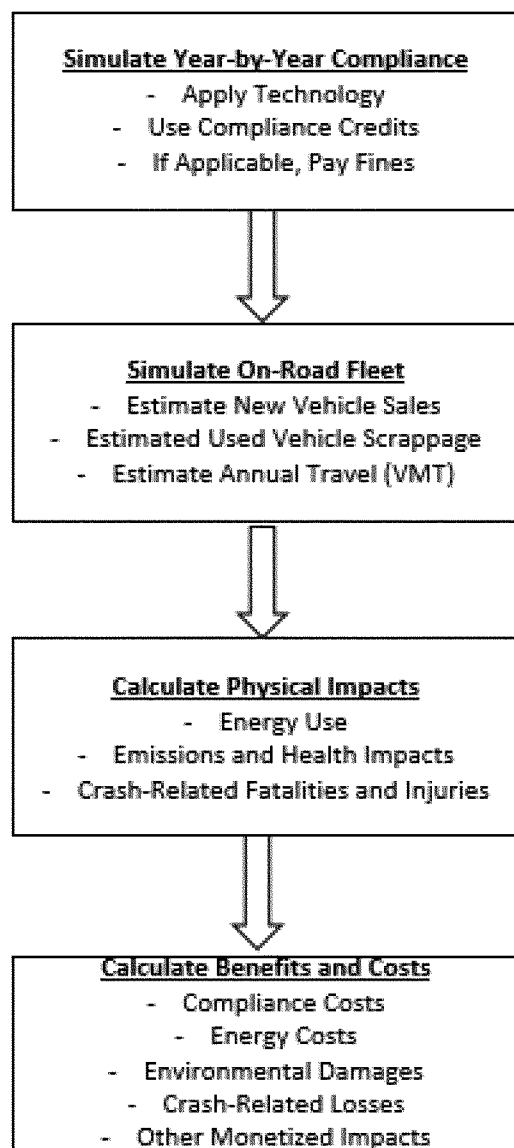 Simulate Year-by-Year Compliance
- Apply Technology
- Use Compliance Credits
- If Applicable, Pay Fines
Simulate On-Road Fleet
- Estimate New Vehicle Sales
- Estimated Used Vehicle Scrappage
- Estimate Annual Travel (VMT)
Calculate Physical Impacts
- Energy Use
- Emissions and Health Impacts
- Crash-Related Fatalities and Injuries
Calculate Benefits and Costs
- Compliance Costs
- Energy Costs
- Environmental Damages
- Crash-Related Losses
- Other Monetized Impacts